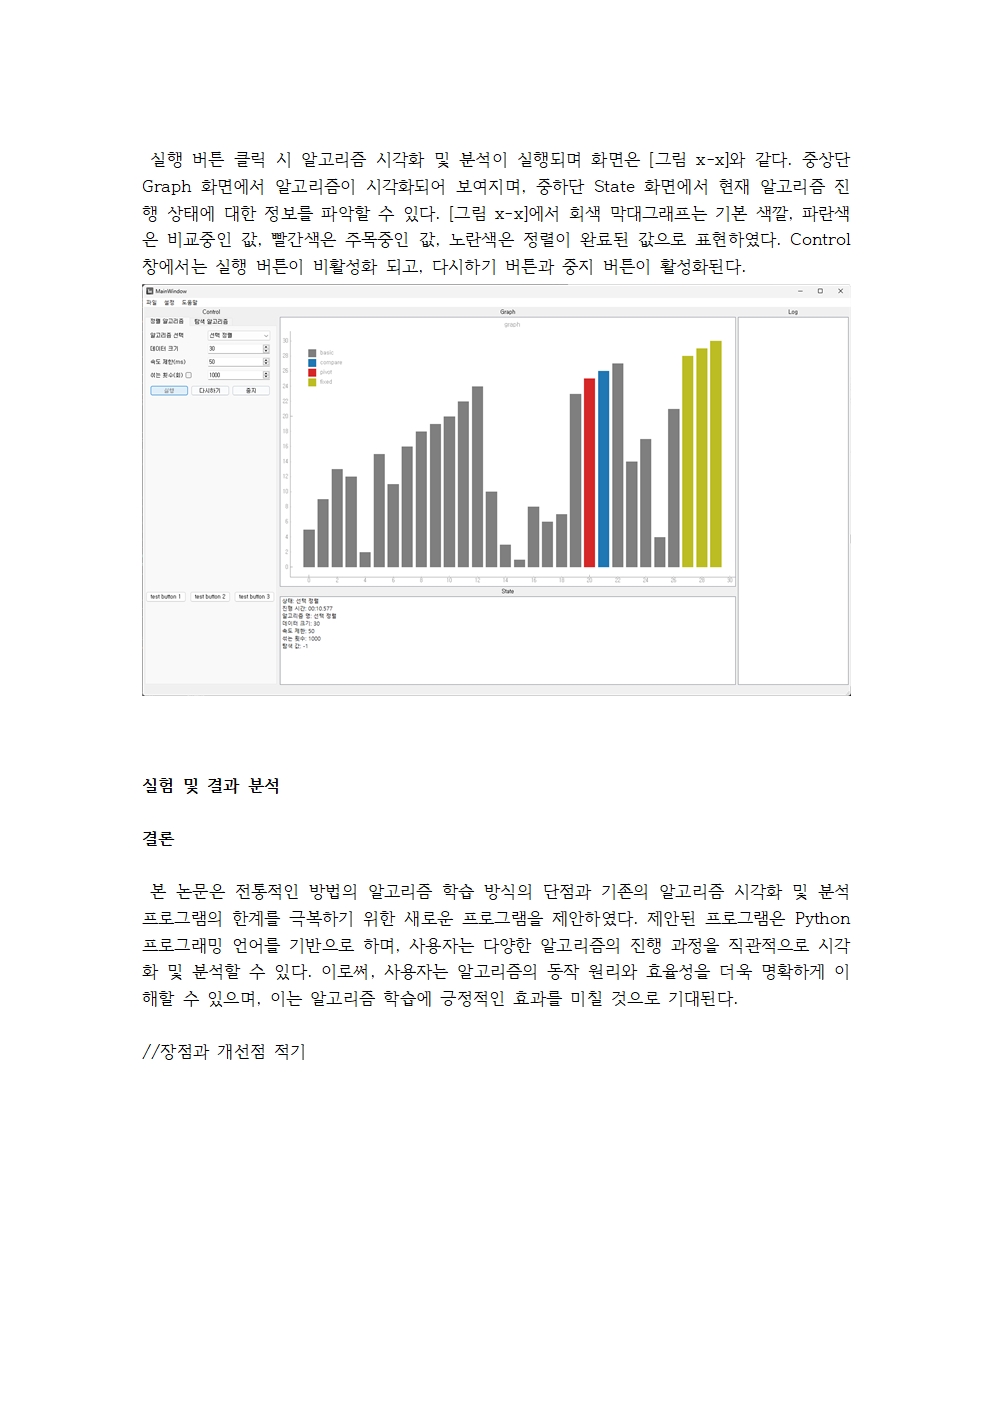 실행 버튼 클릭 시 알고리즘 시각화 및 분석이 실행되며 화면은 [그림 x-x]와 같다. 중상단
Graph 화면에서 알고리즘이 시각화되어 보여지며, 중하단 State 화면에서 현재 알고리즘 진
행 상태에 대한 정보를 파악할 수 있다. [그림 x-x]에서 회색 막대그래프는 기본 색깔, 파란색
은 비교중인 값, 빨간색은 주목중인 값, 노란색은 정렬이 완료된 값으로 표현하였다. Control
창에서는 실행 버튼이 비활성화 되고, 다시하기 버튼과 중지 버튼이 활성화된다.
MainWindow
파일 설정 도움말
Control Graph Log
정렬 알고리즘 탐색 알고리즘
graph
알고리즘 선택 선택 정렬
데이터 크기 30
속도 제한(ms) 50
섞는 횟수(회) 1000
실행 다시하기 중지
basic
compare
pivot
fixed
30
28
26
24
22
20
18
16
14
12
10
8
6
4
2
0
0 2 4 6 8 10 12 14 16 18 20 22 24 26 28 30
test button 1 test button 2 test button 3
State
상태: 선택 정렬
진행 시간: 00:10.577
알고리즘 명: 선택 정렬
데이터 크기: 30
속도 제한: 50
섞는 횟수: 1000
탐색 값: -1
실험 및 결과 분석
결론
본 논문은 전통적인 방법의 알고리즘 학습 방식의 단점과 기존의 알고리즘 시각화 및 분석
프로그램의 한계를 극복하기 위한 새로운 프로그램을 제안하였다. 제안된 프로그램은 Python
프로그래밍 언어를 기반으로 하며, 사용자는 다양한 알고리즘의 진행 과정을 직관적으로 시각
화 및 분석할 수 있다. 이로써, 사용자는 알고리즘의 동작 원리와 효율성을 더욱 명확하게 이
해할 수 있으며, 이는 알고리즘 학습에 긍정적인 효과를 미칠 것으로 기대된다.
//장점과 개선점 적기